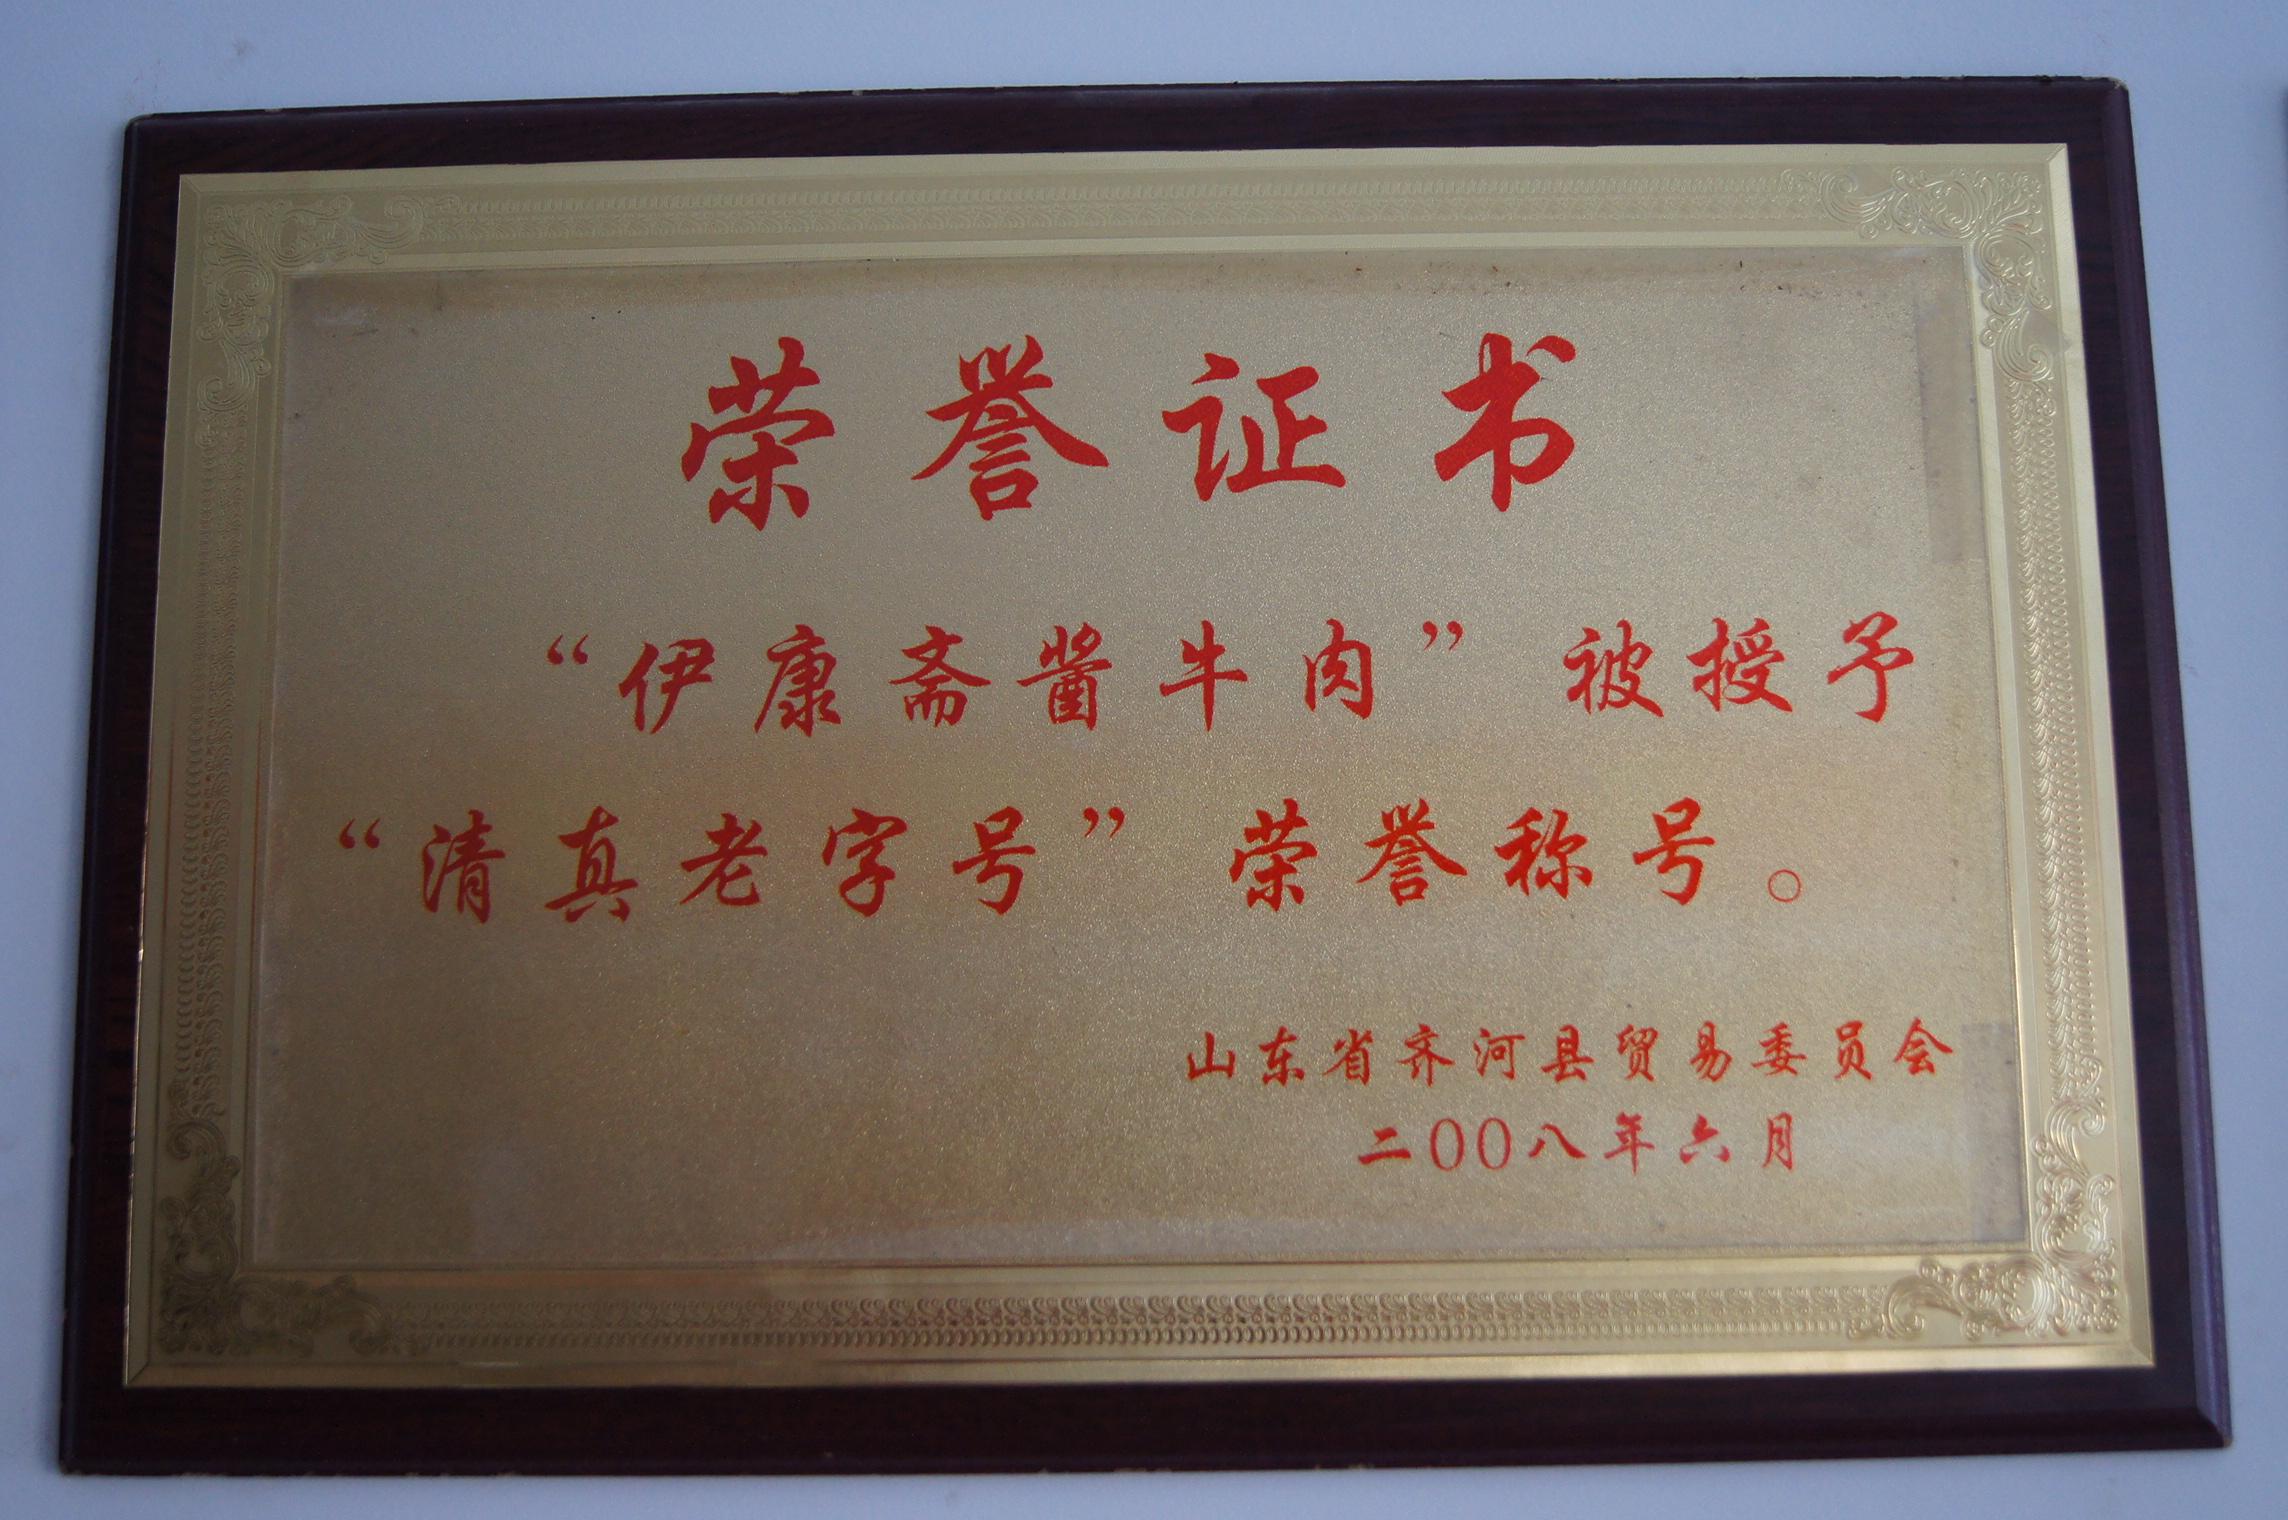 荣誉证书
“伊康斋酱牛肉”被授予
“清真老字号”荣誉称号。
山东省齐河县贸易委员会
二00八年六月